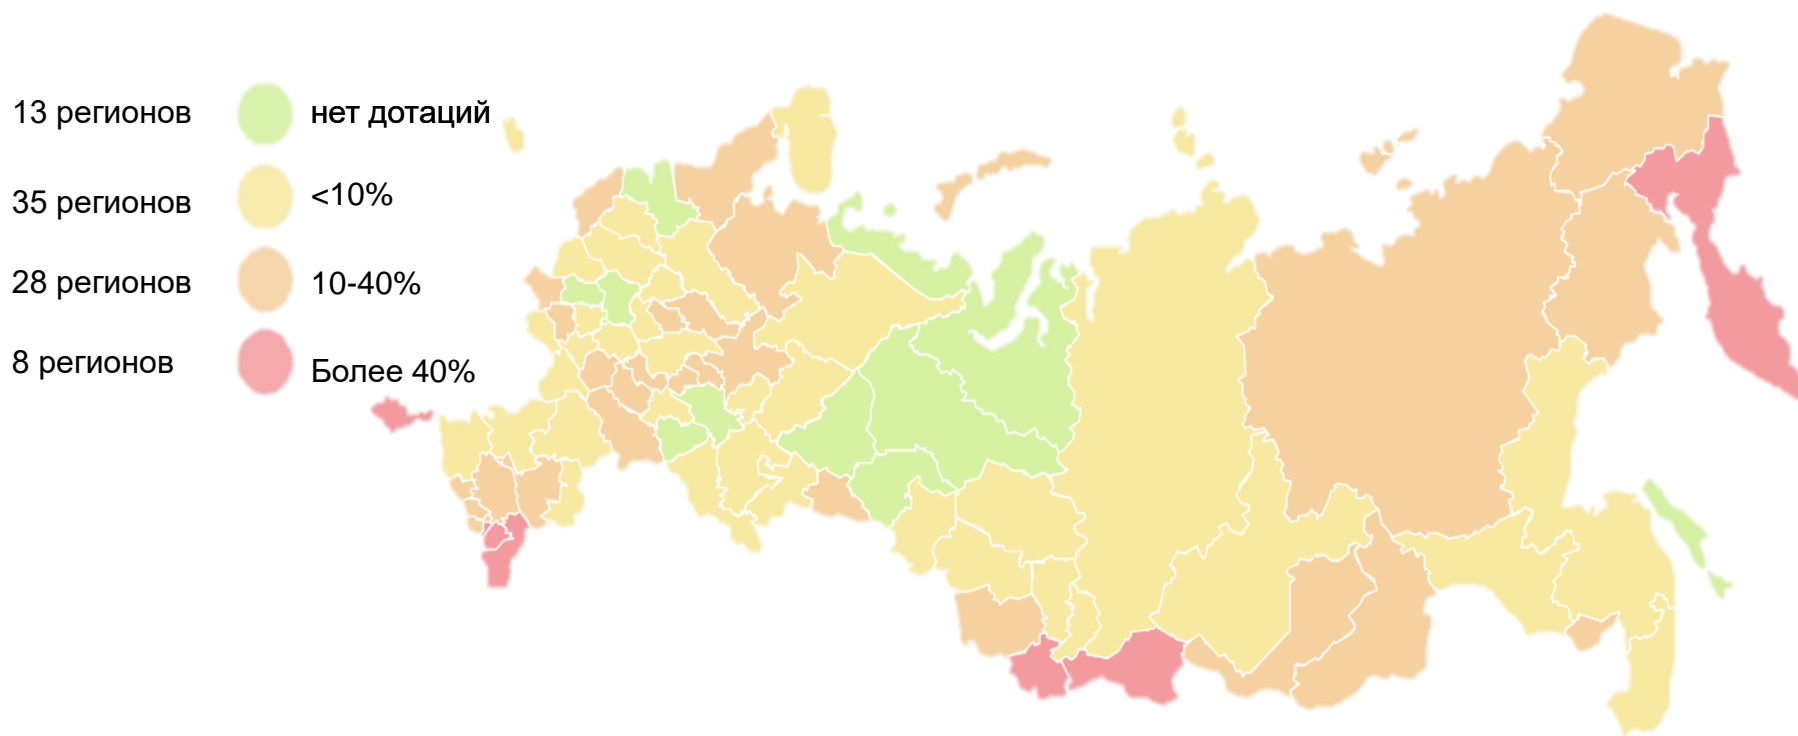 13 регионов нет дотаций
35 регионов <10%
28 регионов 10-40%
8 регионов Более 40%